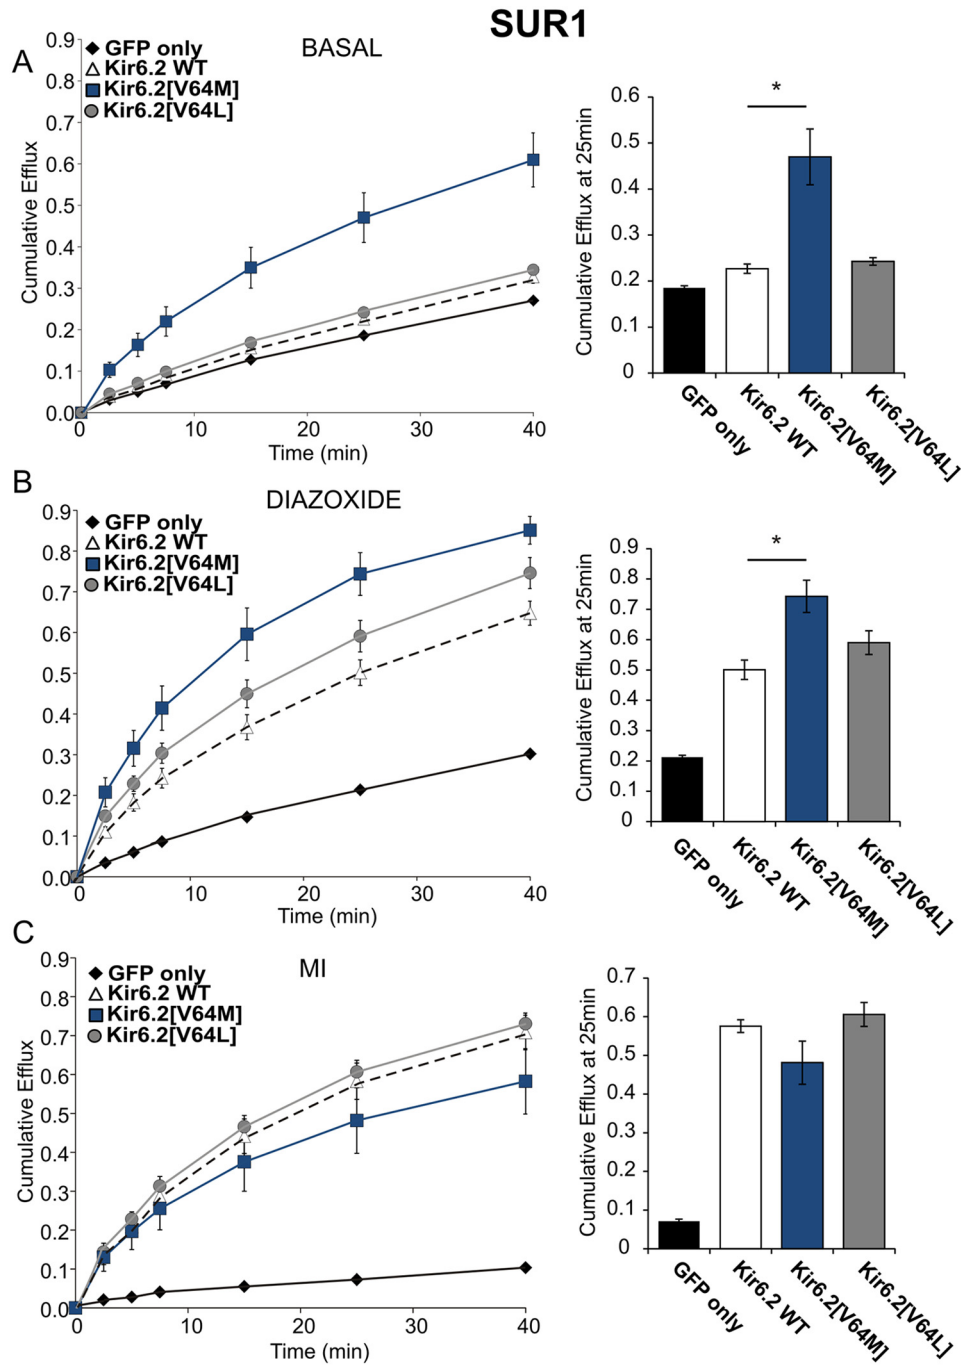 SUR1
A
BASAL
GFP only
Kir6.2 WT
Kir6.2[V64M]
Kir6.2[V64L]
Cumulative Efflux
0.9
0.8
0.7
0.6
0.5
0.4
0.3
0.2
0.1
0.0
0 10 20 30 40
Time (min)
Cumulative Efflux at 25min
0.6
0.5
0.4
0.3
0.2
0.1
0
*
GFP only
Kir6.2 WT
Kir6.2[V64M]
Kir6.2[V64L]
B
DIAZOXIDE
GFP only
Kir6.2 WT
Kir6.2[V64M]
Kir6.2[V64L]
Cumulative Efflux
0.9
0.8
0.7
0.6
0.5
0.4
0.3
0.2
0.1
0.0
0 10 20 30 40
Time (min)
Cumulative Efflux at 25min
0.9
0.8
0.7
0.6
0.5
0.4
0.3
0.2
0.1
0
*
GFP only
Kir6.2 WT
Kir6.2[V64M]
Kir6.2[V64L]
C
MI
GFP only
Kir6.2 WT
Kir6.2[V64M]
Kir6.2[V64L]
Cumulative Efflux
0.9
0.8
0.7
0.6
0.5
0.4
0.3
0.2
0.1
0.0
0 10 20 30 40
Time (min)
Cumulative Efflux at 25min
0.7
0.6
0.5
0.4
0.3
0.2
0.1
0
GFP only
Kir6.2 WT
Kir6.2[V64M]
Kir6.2[V64L]